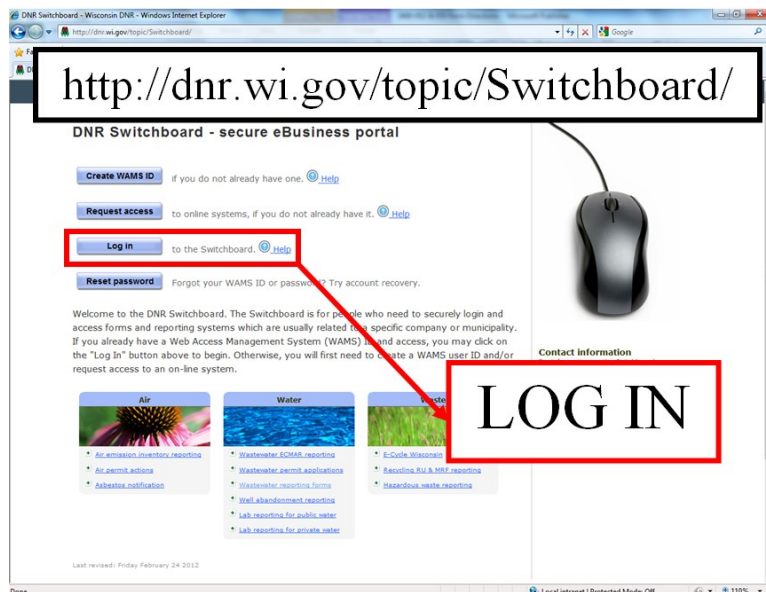 DNR Switchboard - Wisconsin DNR - Windows Internet Explorer
http://dnr.wi.gov/topic/Switchboard/
Google
http://dnr.wi.gov/topic/Switchboard/
DNR Switchboard - secure eBusiness portal
Create WAMS ID if you do not already have one. Help
Request access to online systems, if you do not already have it. Help
Log in to the Switchboard. Help
Reset password Forgot your WAMS ID or password? Try account recovery.
Welcome to the DNR Switchboard. The Switchboard is for people who need to securely login and
access forms and reporting systems which are usually related to a specific company or municipality.
If you already have a Web Access Management System (WAMS) ID and access, you may click on
the "Log In" button above to begin. Otherwise, you will first need to create a WAMS user ID and/or
request access to an on-line system.
Contact information
LOG IN
Air
Air emission inventory reporting
Air permit actions
Asbestos notification
Water
Wastewater ECMAR reporting
Wastewater permit applications
Wastewater reporting forms
Well abandonment reporting
Lab reporting for public water
Lab reporting for private water
Waste
E-Cycle Wisconsin
Recycling RU & MRF reporting
Hazardous waste reporting
Last revised: Friday February 24 2012
Done
Local intranet | Protected Mode: Off
110%